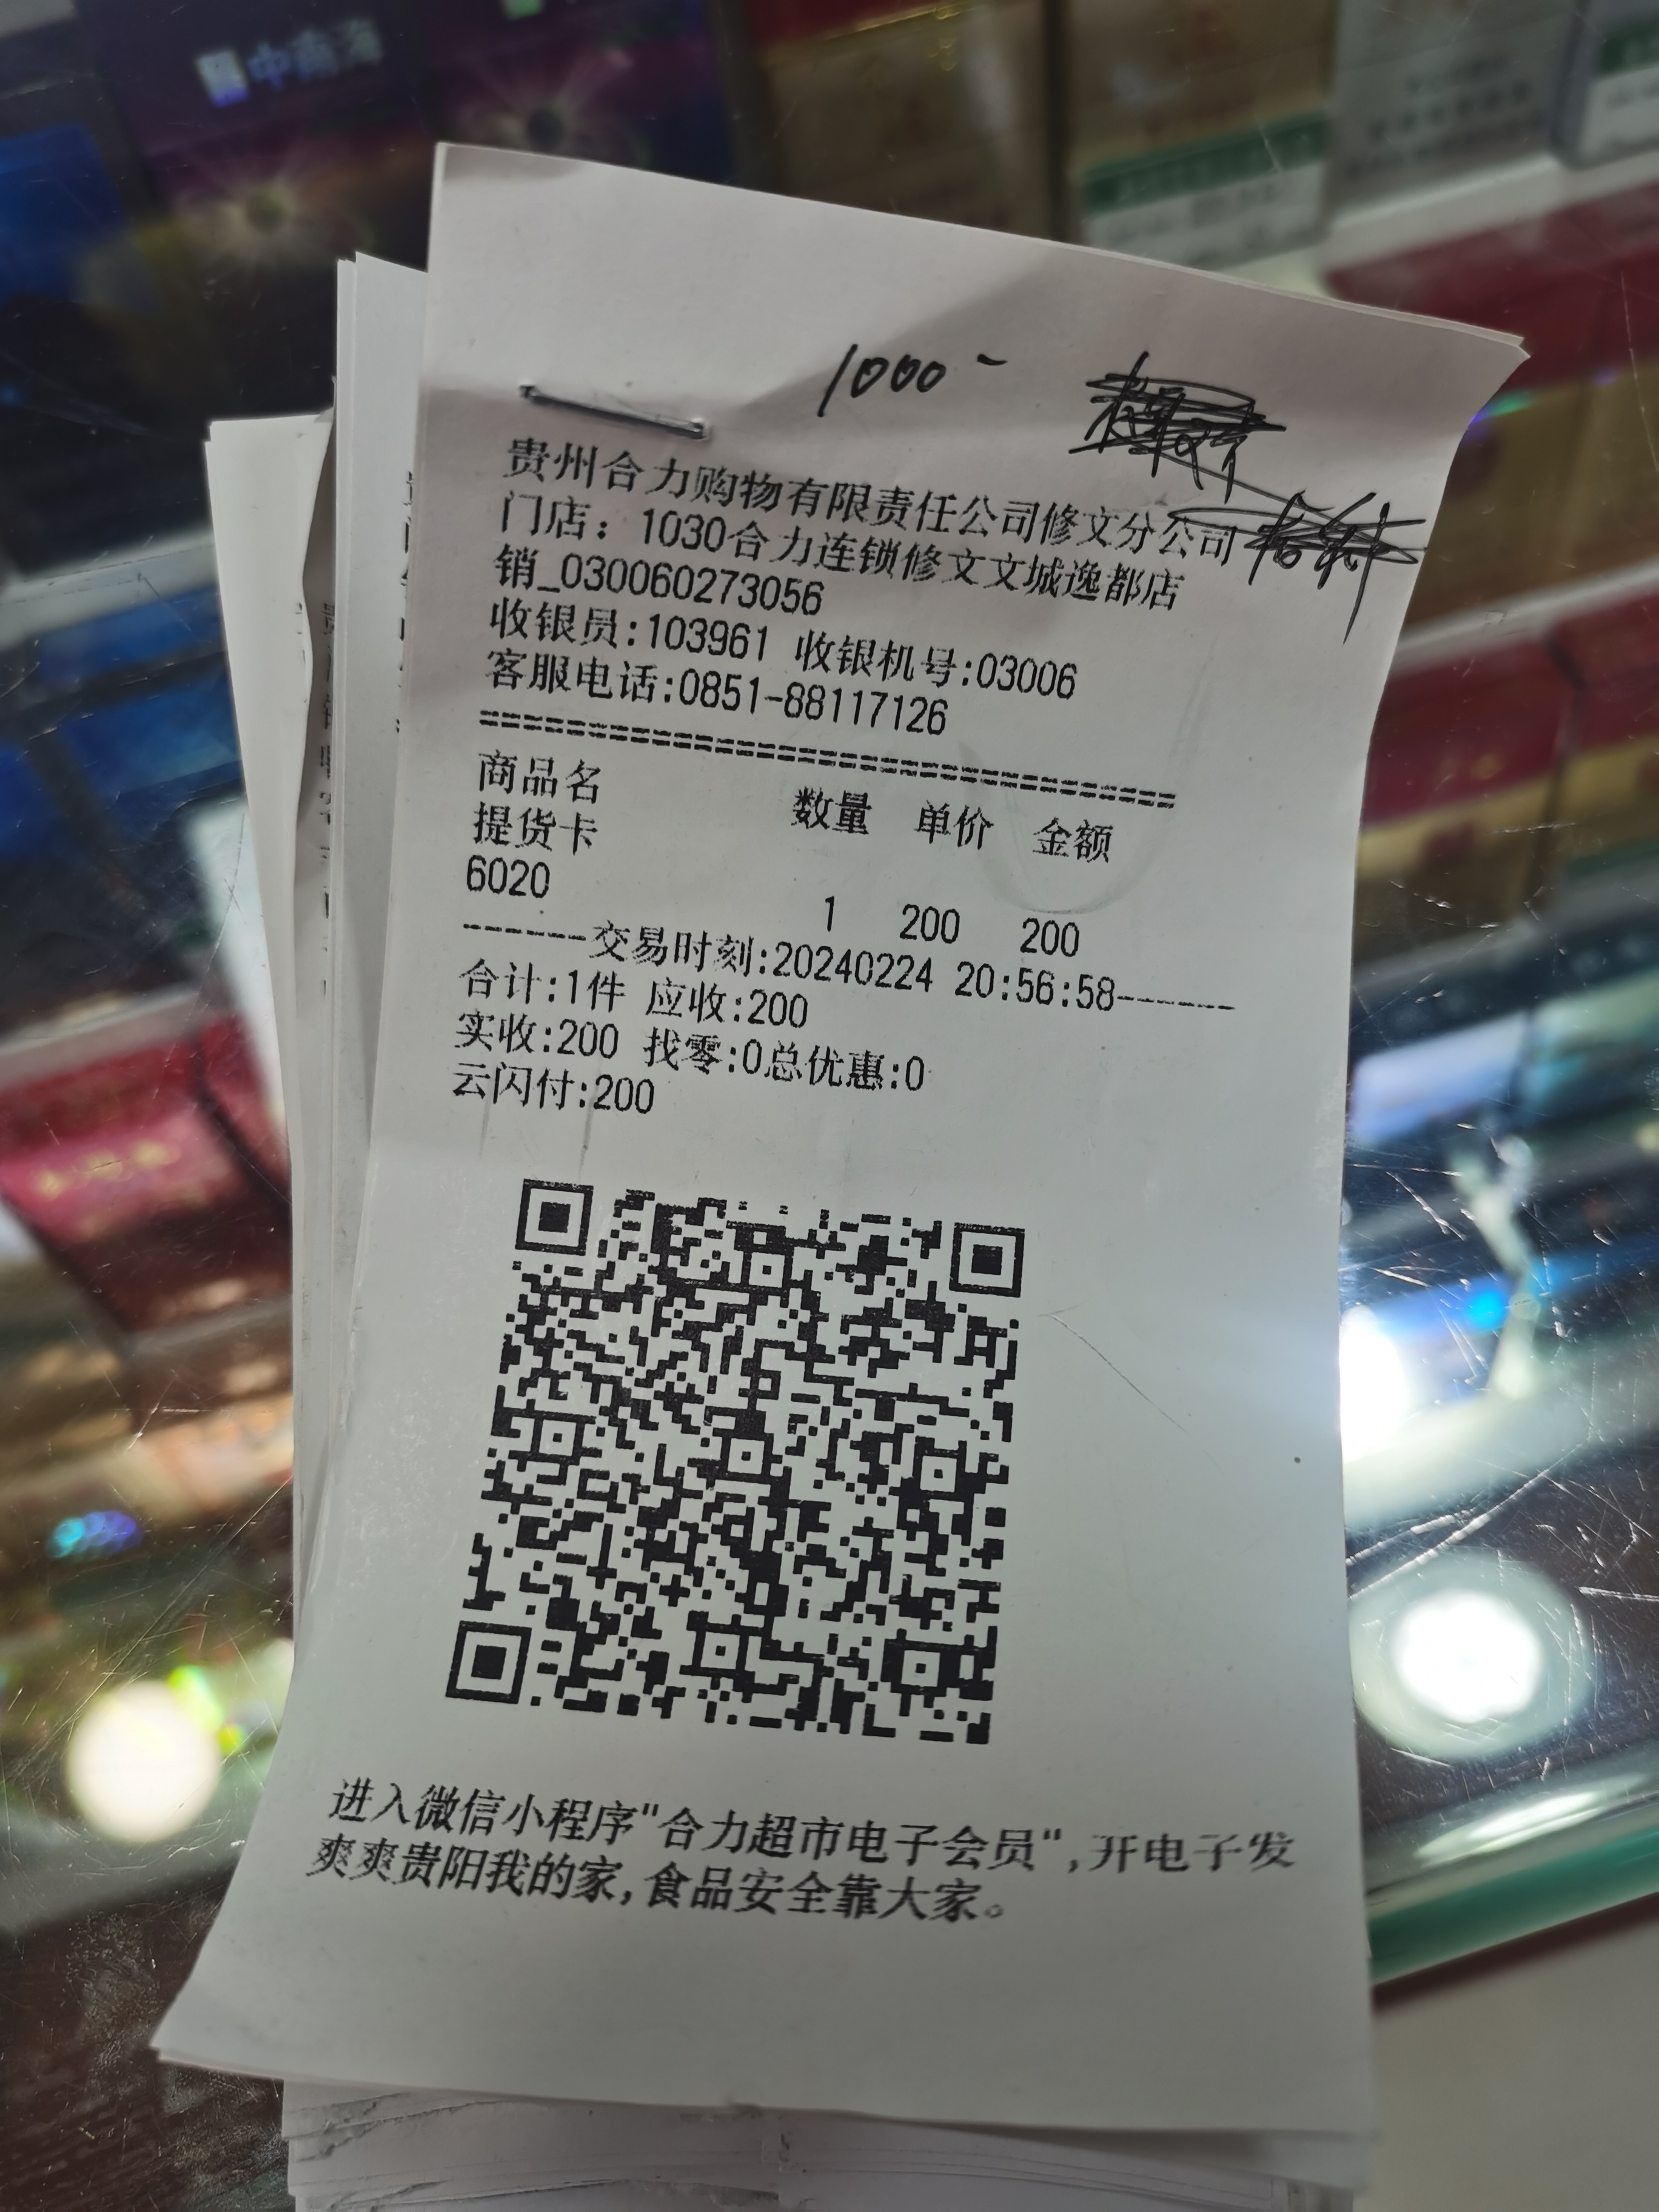 中南海
1000 -
贵州合力购物有限责任公司修文分公司
门店：1030合力连锁修文文城逸都店
销_030060273056
收银员:103961 收银机号:03006
客服电话:0851-88117126
================================
商品名 数量 单价 金额
提货卡
6020
1 200 200
------交易时刻:20240224 20:56:58------
合计:1件 应收:200
实收:200 找零:0总优惠:0
云闪付:200
进入微信小程序"合力超市电子会员",开电子发
爽爽贵阳我的家,食品安全靠大家。